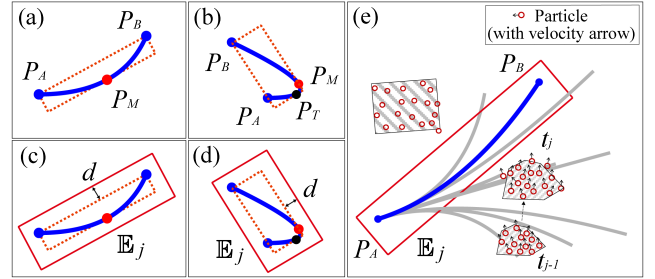 (a)
P_B
P_A
P_M
(b)
P_B
P_M
P_A
P_T
(c)
d
𝔼_j
(d)
d
𝔼_j
(e)
Particle
(with velocity arrow)
P_B
t_j
P_A
𝔼_j
t_{j-1}